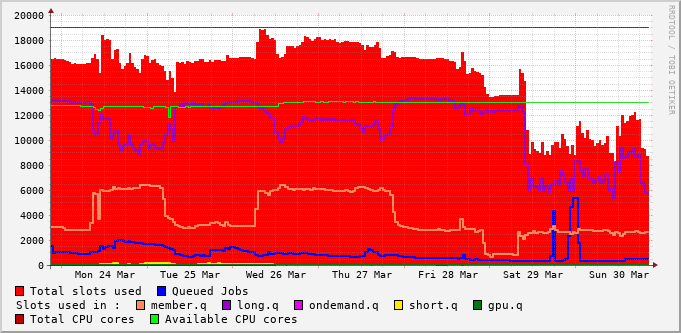 20000
18000
16000
14000
12000
10000
8000
6000
4000
2000
0
Mon 24 Mar Tue 25 Mar Wed 26 Mar Thu 27 Mar Fri 28 Mar Sat 29 Mar Sun 30 Mar
Total slots used Queued Jobs
Slots used in : member.q long.q ondemand.q short.q gpu.q
Total CPU cores Available CPU cores
RRDTOOL / TOBI OETIKER